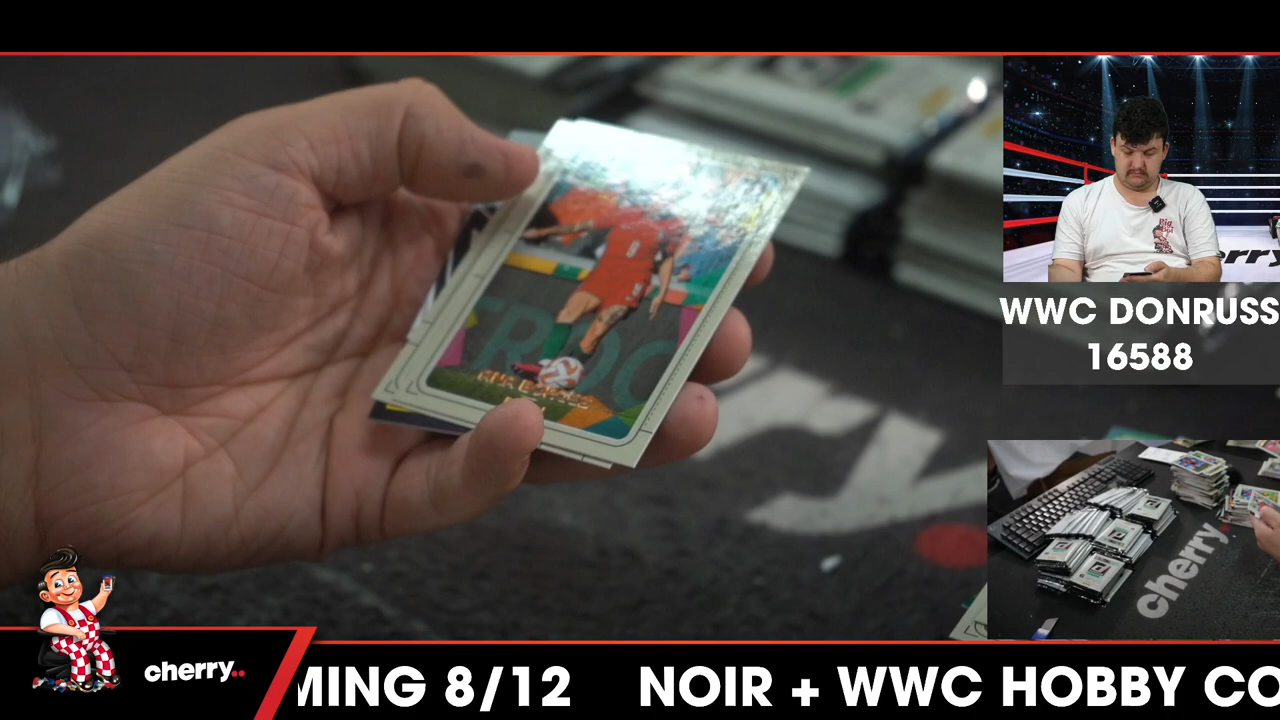 WWC DONRUSS
16588
cherry
cherry..
MING 8/12 NOIR + WWC HOBBY CO